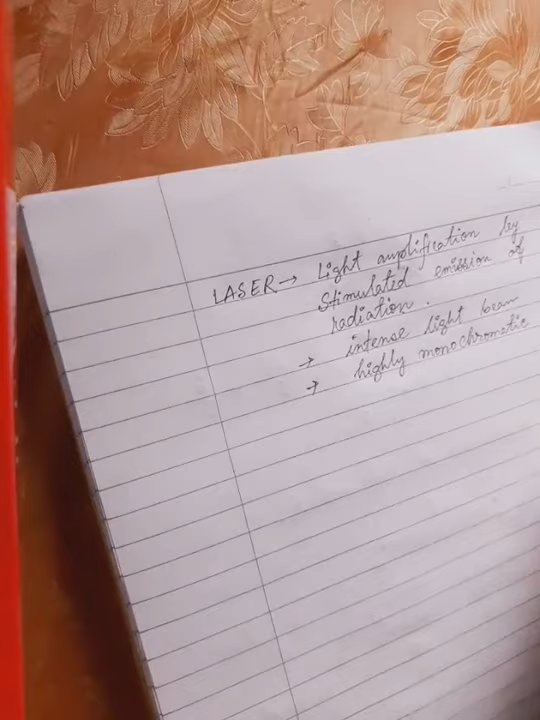 LASER → Light amplification by
Stimulated emission of
radiation.
→ intense light beam
→ highly monochromatic